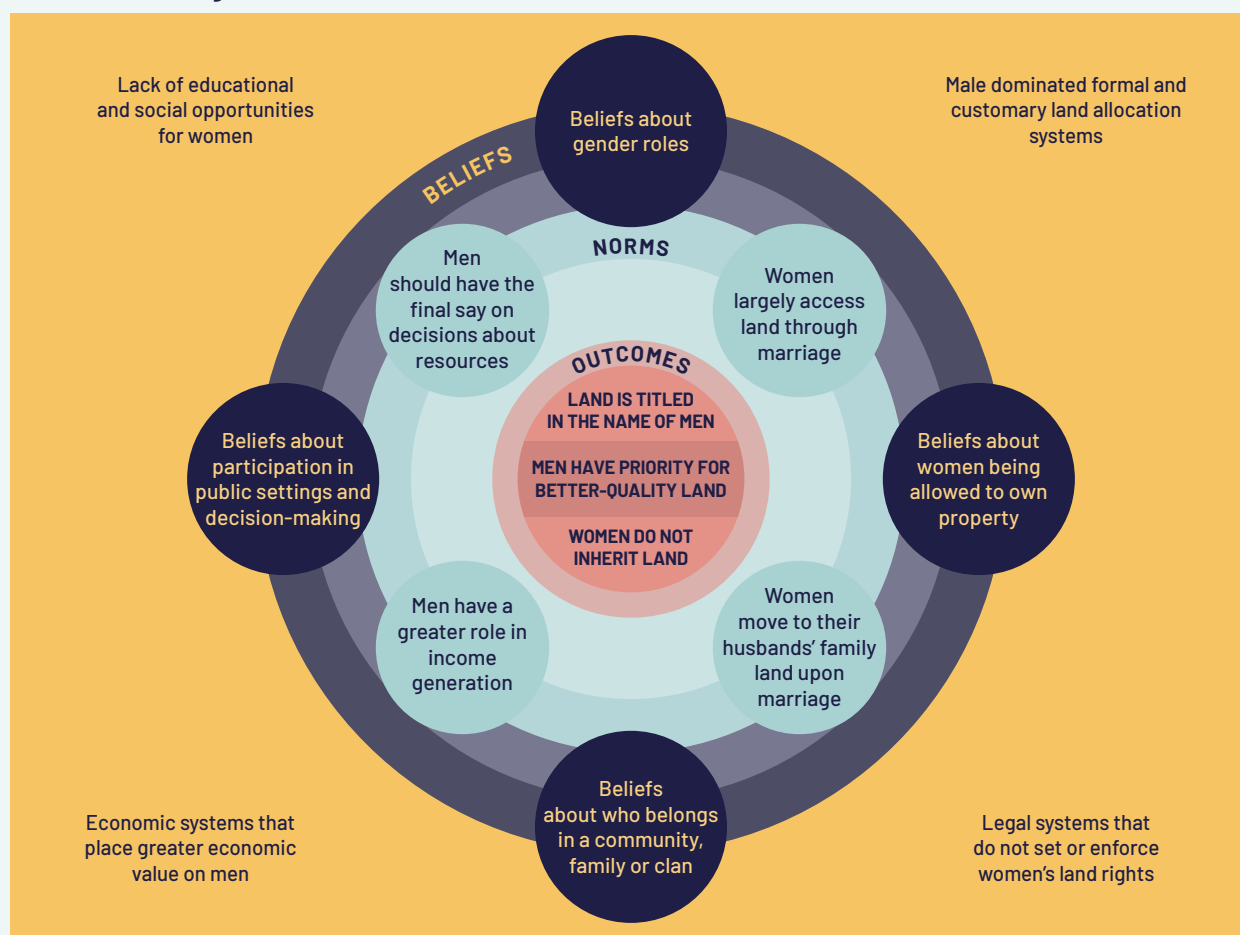 Lack of educational
and social opportunities
for women
Male dominated formal and
customary land allocation
systems
Beliefs about
gender roles
BELIEFS
NORMS
Men
should have the
final say on
decisions about
resources
Women
largely access
land through
marriage
OUTCOMES
LAND IS TITLED
IN THE NAME OF MEN
MEN HAVE PRIORITY FOR
BETTER-QUALITY LAND
WOMEN DO NOT
INHERIT LAND
Beliefs about
participation in
public settings and
decision-making
Beliefs about
women being
allowed to own
property
Men have a
greater role in
income
generation
Women
move to their
husbands’ family
land upon
marriage
Beliefs
about who belongs
in a community,
family or clan
Economic systems that
place greater economic
value on men
Legal systems that
do not set or enforce
women’s land rights